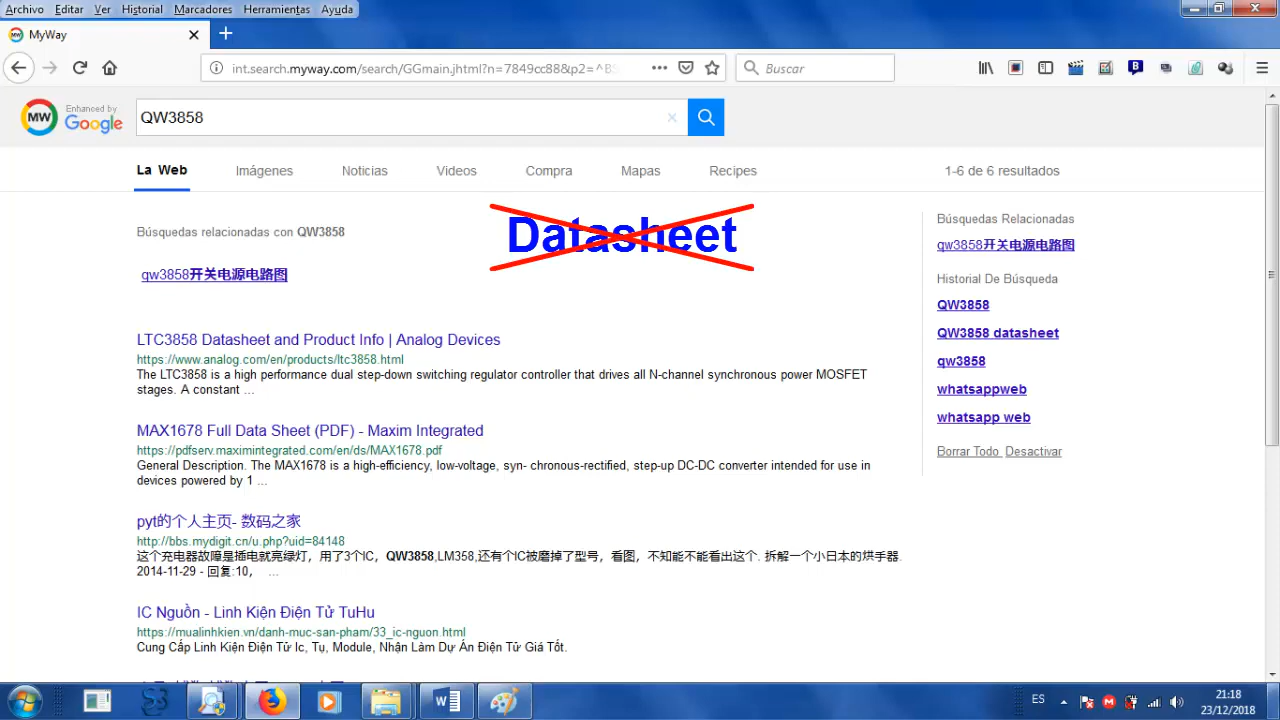 Archivo Editar Ver Historial Marcadores Herramientas Ayuda
MyWay
int.search.myway.com/search/GGmain.jhtml?n=7849cc88&p2=^BS
Buscar
MW
Enhanced by
Google
QW3858
La Web Imágenes Noticias Videos Compra Mapas Recipes
1-6 de 6 resultados
Datasheet
Búsquedas relacionadas con QW3858
qw3858开关电源电路图
LTC3858 Datasheet and Product Info | Analog Devices
https://www.analog.com/en/products/ltc3858.html
The LTC3858 is a high performance dual step-down switching regulator controller that drives all N-channel synchronous power MOSFET
stages. A constant ...
MAX1678 Full Data Sheet (PDF) - Maxim Integrated
https://pdfserv.maximintegrated.com/en/ds/MAX1678.pdf
General Description. The MAX1678 is a high-efficiency, low-voltage, syn- chronous-rectified, step-up DC-DC converter intended for use in
devices powered by 1 ...
pyt的个人主页- 数码之家
http://bbs.mydigit.cn/u.php?uid=84148
这个充电器故障是插电就亮绿灯，用了3个IC，QW3858,LM358,还有个IC被磨掉了型号，看图，不知能不能看出这个. 拆解一个小日本的烘手器.
2014-11-29 - 回复:10， ...
IC Nguồn - Linh Kiện Điện Tử TuHu
https://mualinhkien.vn/danh-muc-san-pham/33_ic-nguon.html
Cung Cấp Linh Kiện Điện Tử Ic, Tụ, Module, Nhận Làm Dự Án Điện Tử Giá Tốt.
Búsquedas Relacionadas
qw3858开关电源电路图
Historial De Búsqueda
QW3858
QW3858 datasheet
qw3858
whatsappweb
whatsapp web
Borrar Todo Desactivar
ES
21:18
23/12/2018